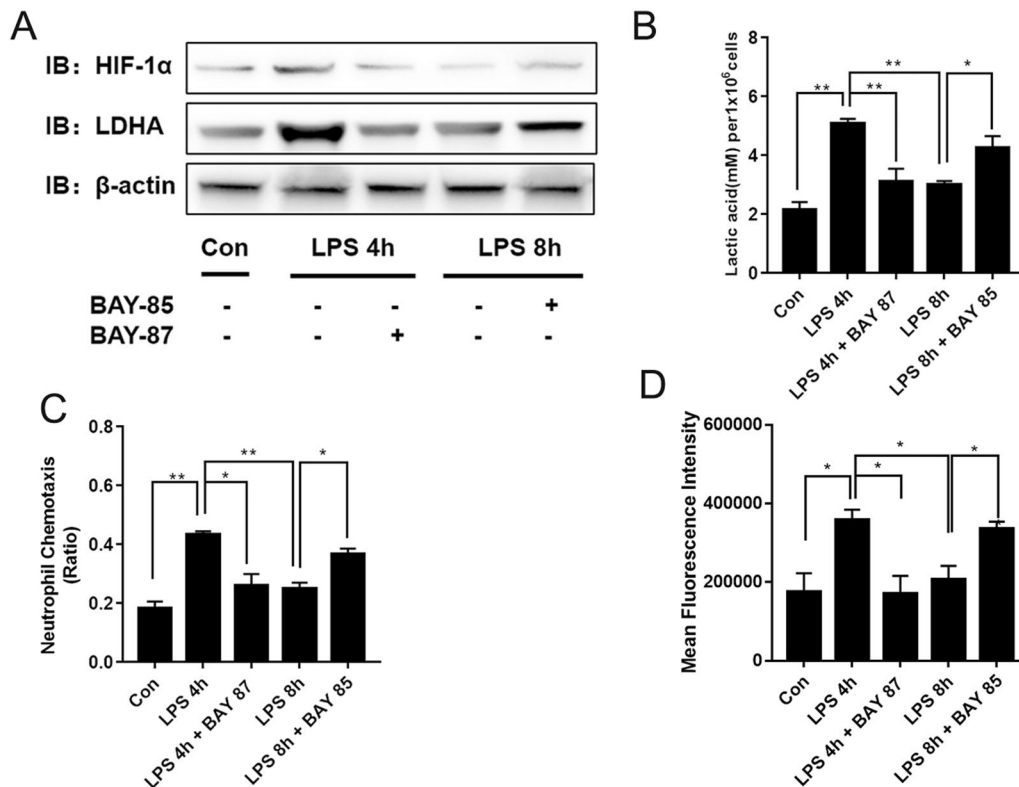 A
IB: HIF-1α
IB: LDHA
IB: β-actin
Con LPS 4h LPS 8h
BAY-85 - - - - +
BAY-87 - - + - -
B
Lactic acid(mM) per1x10⁶cells
8
6
4
2
0
** ** ** *
Con
LPS 4h
LPS 4h + BAY 87
LPS 8h
LPS 8h + BAY 85
C
Neutrophil Chemotaxis
(Ratio)
0.8
0.6
0.4
0.2
0.0
** * ** *
Con
LPS 4h
LPS 4h + BAY 87
LPS 8h
LPS 8h + BAY 85
D
Mean Fluorescence Intensity
600000
400000
200000
0
* * * *
Con
LPS 4h
LPS 4h + BAY 87
LPS 8h
LPS 8h + BAY 85